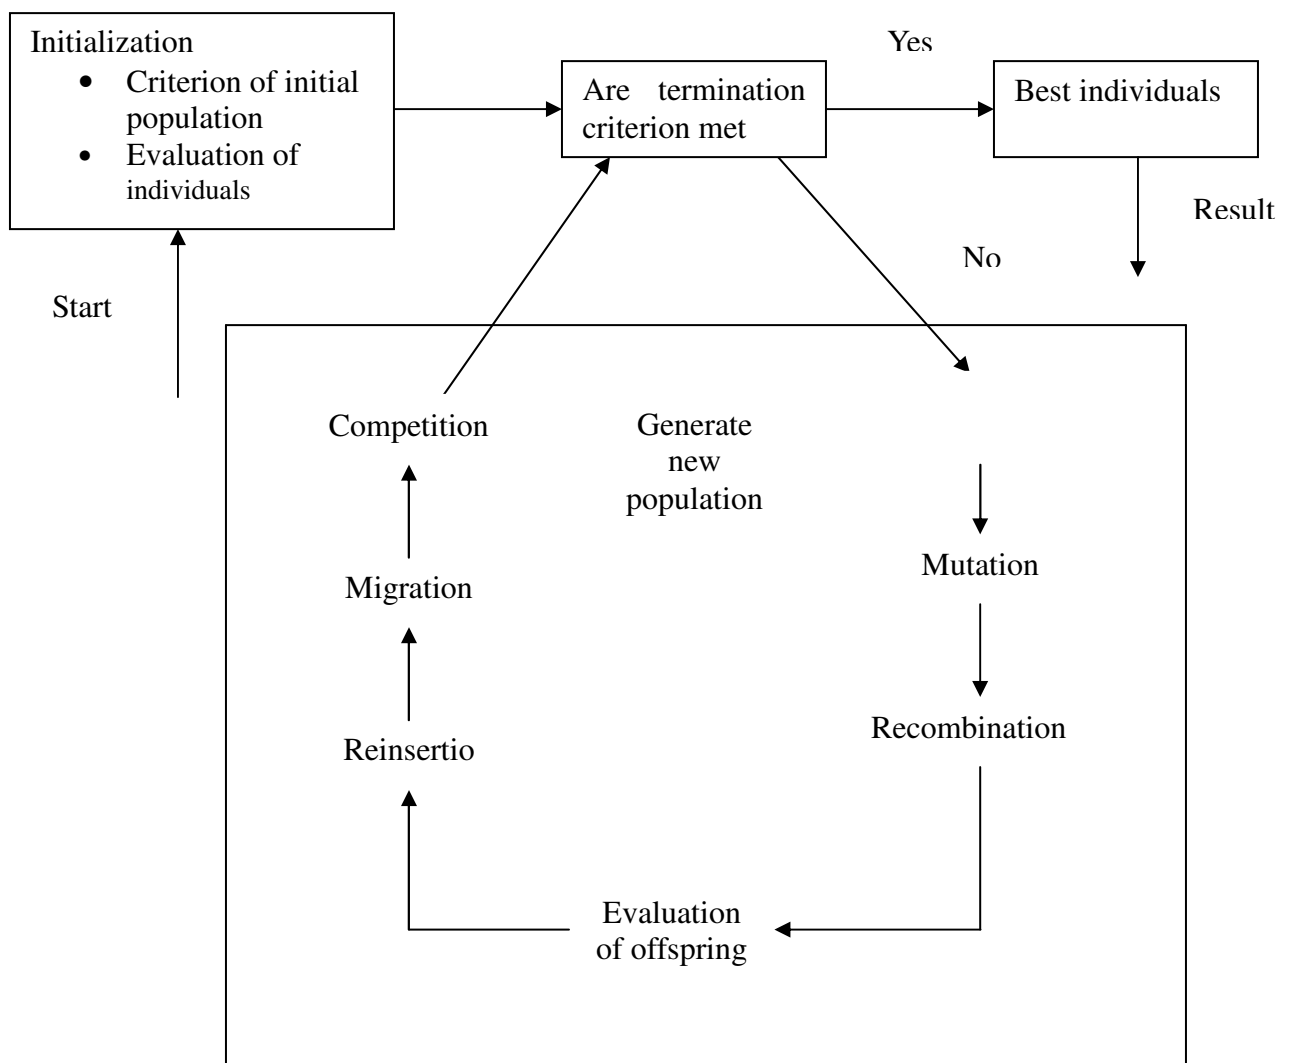 Initialization
• Criterion of initial
population
• Evaluation of
individuals
Yes
Are termination
criterion met
Best individuals
Result
No
Start
Competition
Generate
new
population
Mutation
Migration
Recombination
Reinsertio
Evaluation
of offspring